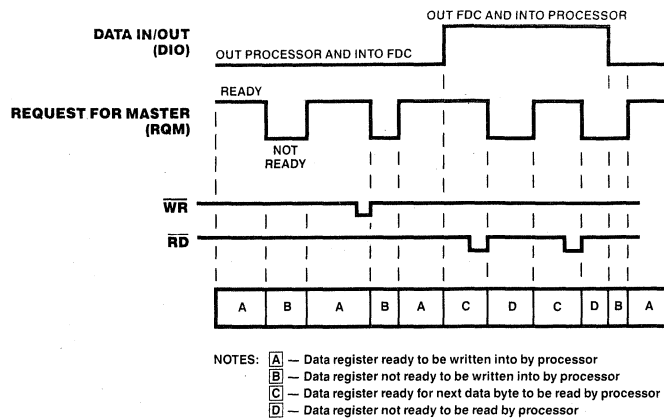 OUT FDC AND INTO PROCESSOR
DATA IN/OUT
(DIO)
OUT PROCESSOR AND INTO FDC
READY
REQUEST FOR MASTER
(RQM)
NOT
READY
WR
RD
A B A B A C D C D B A
NOTES: A — Data register ready to be written into by processor
B — Data register not ready to be written into by processor
C — Data register ready for next data byte to be read by processor
D — Data register not ready to be read by processor